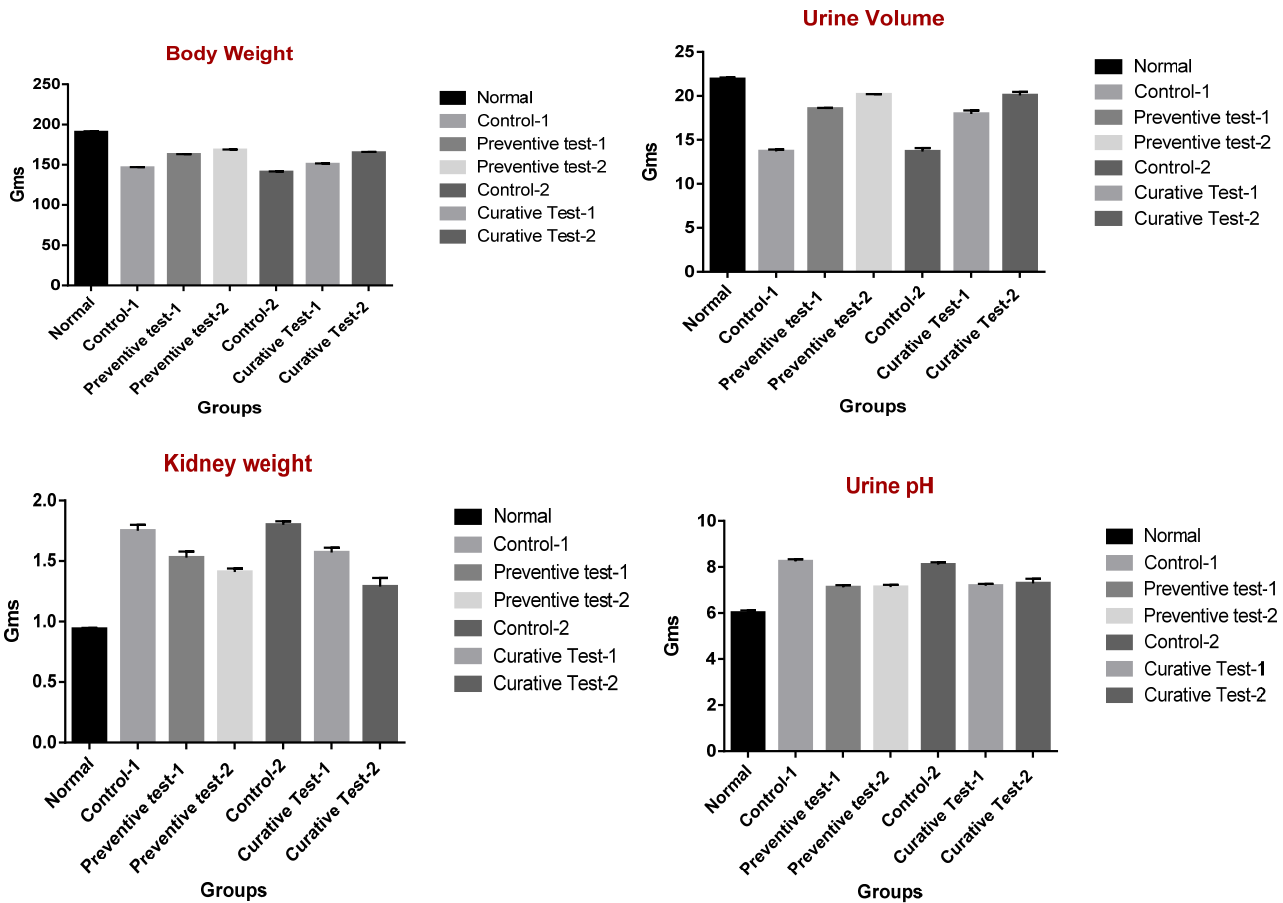 Body Weight
250
200
150
100
50
0
Gms
Normal
Control-1
Preventive test-1
Preventive test-2
Control-2
Curative Test-1
Curative Test-2
Groups
Normal
Control-1
Preventive test-1
Preventive test-2
Control-2
Curative Test-1
Curative Test-2
Urine Volume
25
20
15
10
5
0
Gms
Normal
Control-1
Preventive test-1
Preventive test-2
Control-2
Curative Test-1
Curative Test-2
Groups
Normal
Control-1
Preventive test-1
Preventive test-2
Control-2
Curative Test-1
Curative Test-2
Kidney weight
2.0
1.5
1.0
0.5
0.0
Gms
Normal
Control-1
Preventive test-1
Preventive test-2
Control-2
Curative Test-1
Curative Test-2
Groups
Normal
Control-1
Preventive test-1
Preventive test-2
Control-2
Curative Test-1
Curative Test-2
Urine pH
10
8
6
4
2
0
Gms
Normal
Control-1
Preventive test-1
Preventive test-2
Control-2
Curative Test-1
Curative Test-2
Groups
Normal
Control-1
Preventive test-1
Preventive test-2
Control-2
Curative Test-1
Curative Test-2